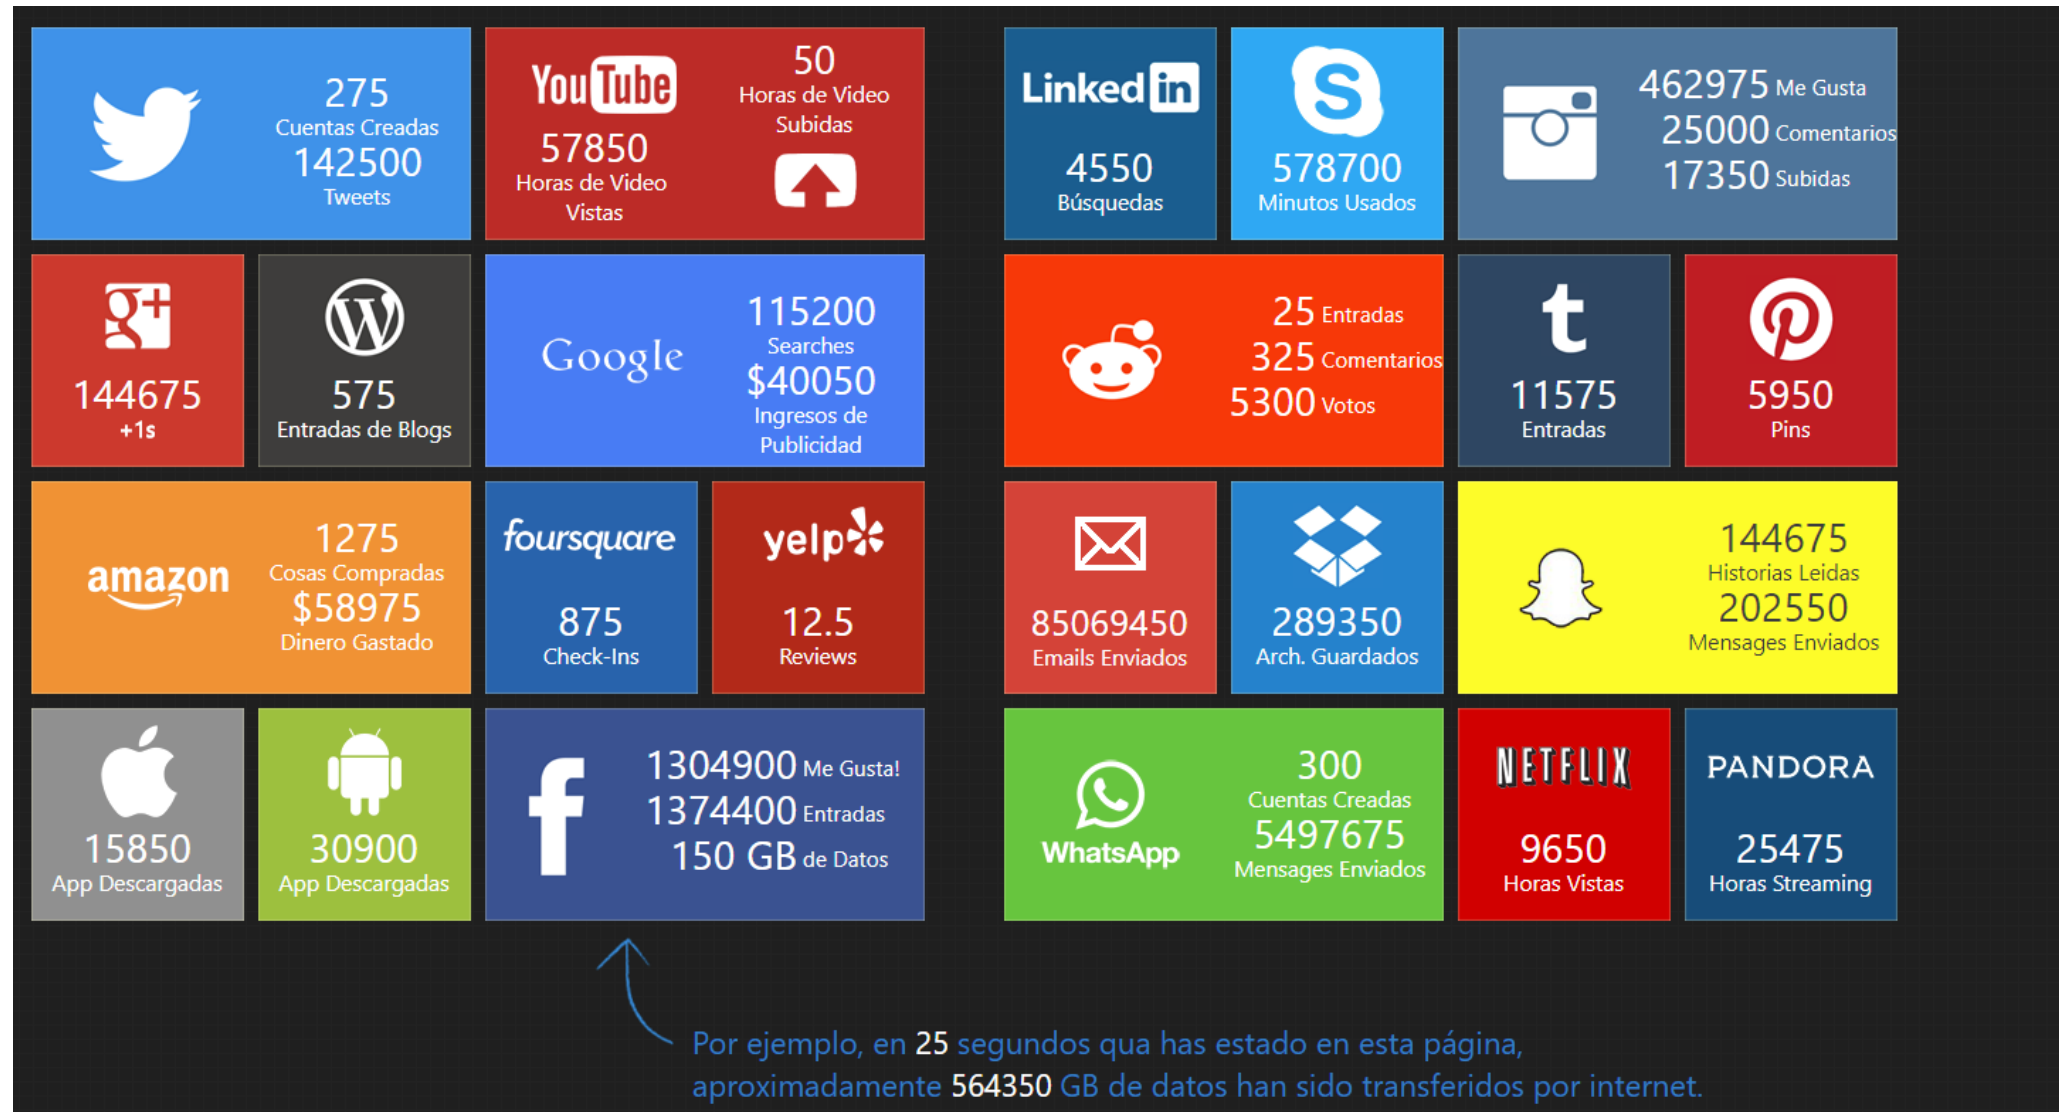 275
Cuentas Creadas
142500
Tweets
YouTube
57850
Horas de Video
Vistas
50
Horas de Video
Subidas
Linked in
4550
Búsquedas
S
578700
Minutos Usados
462975 Me Gusta
25000 Comentarios
17350 Subidas
g+
144675
+1s
W
575
Entradas de Blogs
Google
115200
Searches
$40050
Ingresos de
Publicidad
25 Entradas
325 Comentarios
5300 Votos
t
11575
Entradas
p
5950
Pins
amazon
1275
Cosas Compradas
$58975
Dinero Gastado
foursquare
875
Check-Ins
yelp
12.5
Reviews
85069450
Emails Enviados
289350
Arch. Guardados
144675
Historias Leidas
202550
Mensages Enviados
15850
App Descargadas
30900
App Descargadas
f
1304900 Me Gusta!
1374400 Entradas
150 GB de Datos
WhatsApp
300
Cuentas Creadas
5497675
Mensages Enviados
NETFLIX
9650
Horas Vistas
PANDORA
25475
Horas Streaming
Por ejemplo, en 25 segundos qua has estado en esta página,
aproximadamente 564350 GB de datos han sido transferidos por internet.